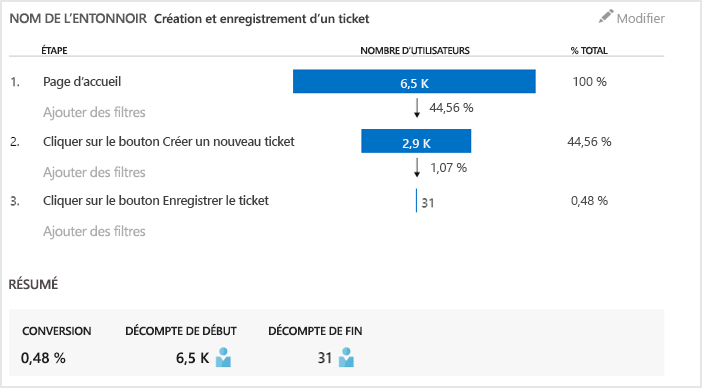 NOM DE L’ENTONNOIR Création et enregistrement d’un ticket Modifier
ÉTAPE NOMBRE D’UTILISATEURS % TOTAL
1. Page d’accueil 6,5 K 100 %
Ajouter des filtres 44,56 %
2. Cliquer sur le bouton Créer un nouveau ticket 2,9 K 44,56 %
Ajouter des filtres 1,07 %
3. Cliquer sur le bouton Enregistrer le ticket 31 0,48 %
Ajouter des filtres
RÉSUMÉ
CONVERSION DÉCOMPTE DE DÉBUT DÉCOMPTE DE FIN
0,48 % 6,5 K 31